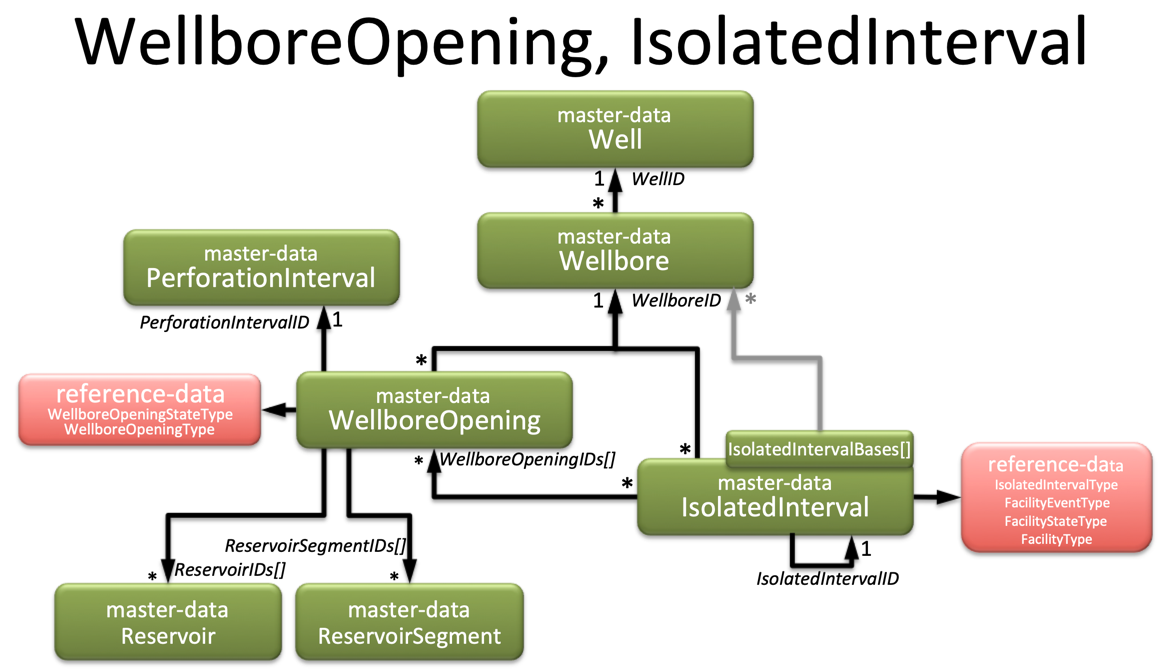 WellboreOpening, IsolatedInterval
master-data
Well
1 WellID
*
master-data
Wellbore
master-data
PerforationInterval
1 WellboreID *
PerforationIntervalID 1
*
reference-data
WellboreOpeningStateType
WellboreOpeningType
master-data
WellboreOpening
*
IsolatedIntervalBases[]
* WellboreOpeningIDs[]
*
master-data
IsolatedInterval
reference-data
IsolatedIntervalType
FacilityEventType
FacilityStateType
FacilityType
1
IsolatedIntervalID
ReservoirSegmentIDs[]
* ReservoirIDs[]
*
master-data
Reservoir
master-data
ReservoirSegment